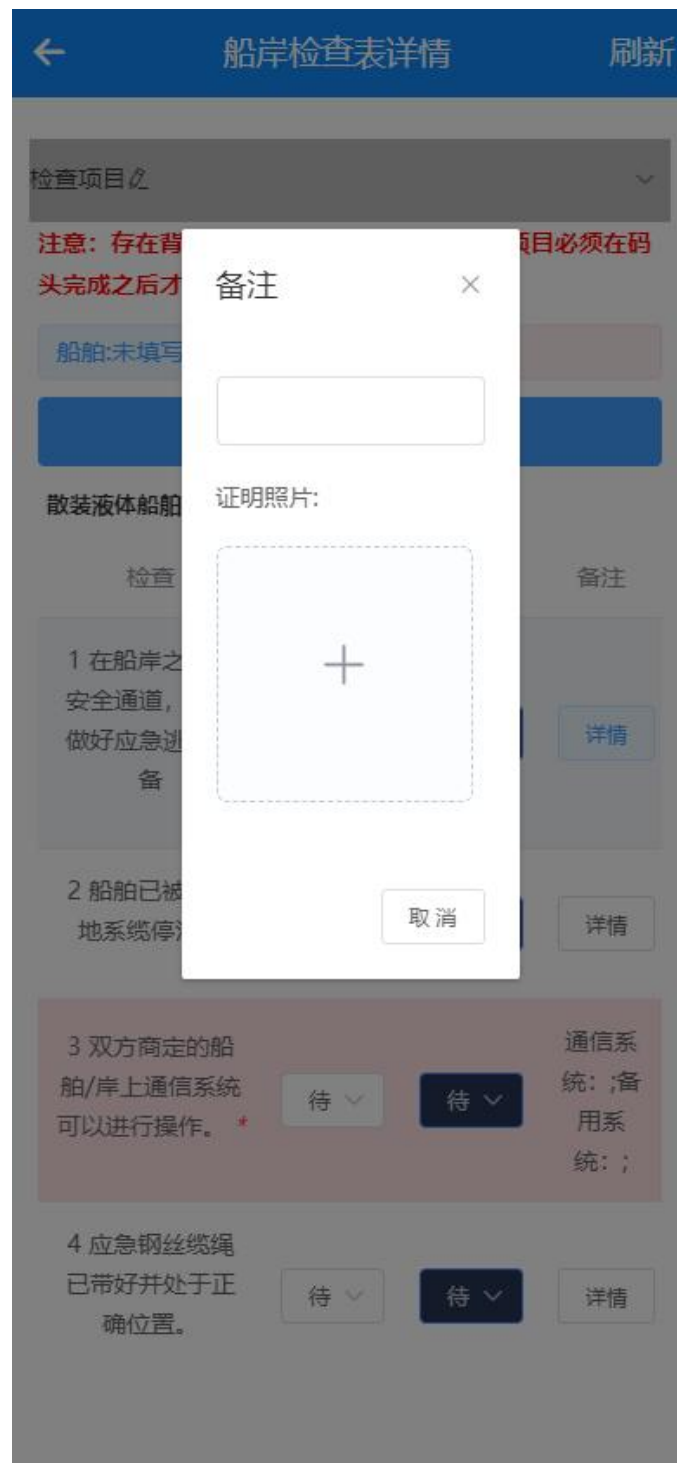 船岸检查表详情
刷新
检查项目
注意：存在背
项目必须在码
头完成之后才
备注
船舶:未填写
证明照片:
散装液体船舶
检查
备注
1 在船岸之
安全通道，
做好应急逃
备
详情
2 船舶已被
地系缆停泊
详情
取消
3 双方商定的船
舶/岸上通信系统
可以进行操作。 *
待
待
通信系
统：;备
用系
统：;
4 应急钢丝缆绳
已带好并处于正
确位置。
待
待
详情